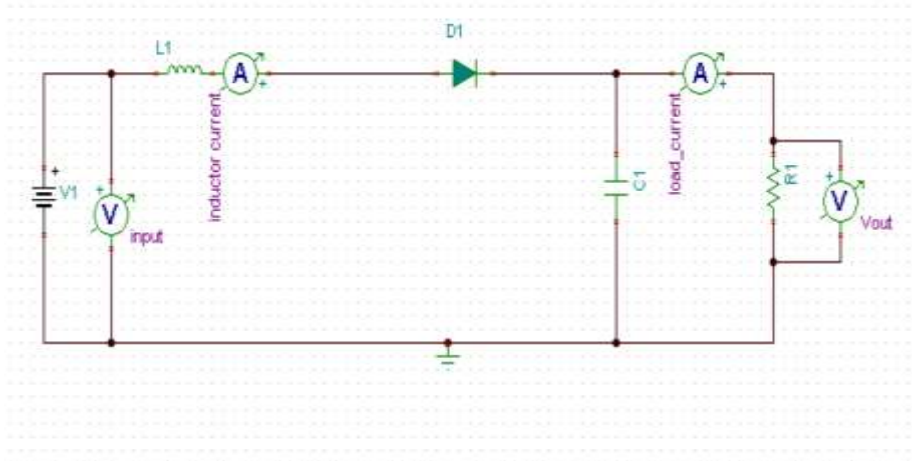 D1
L1
A
+
A
+
inductor current
load_current
+
V1
+
V
input
C1
R1
+
V
Vout